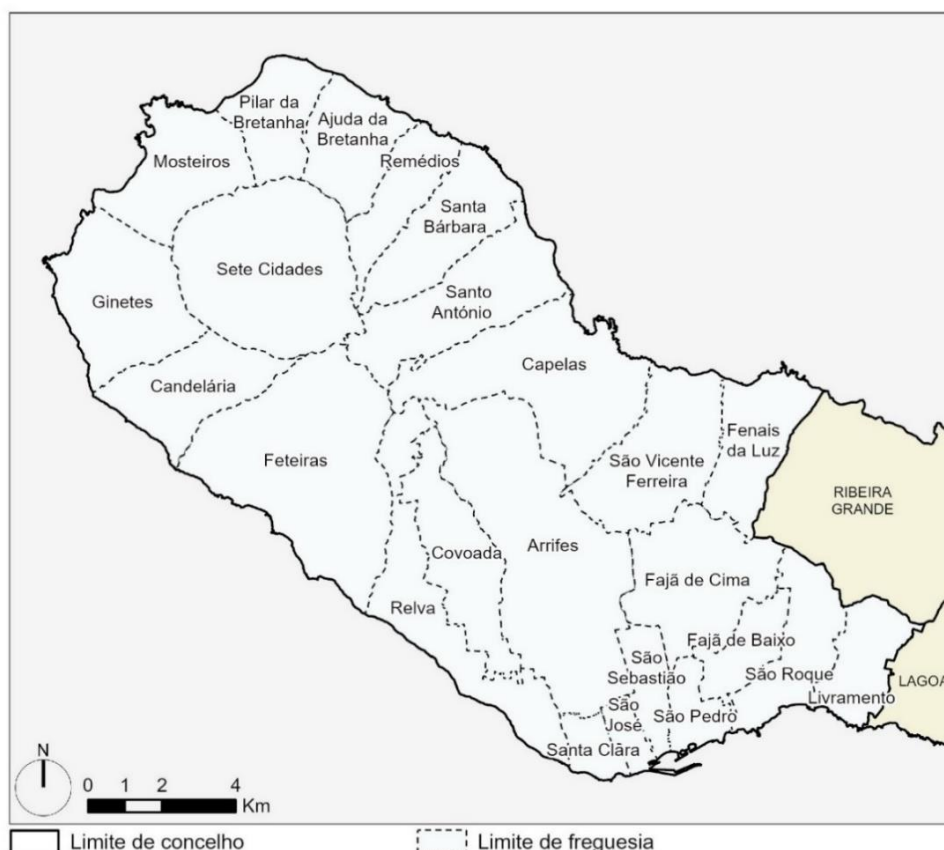 Pilar da
Bretanha
Ajuda da
Bretanha
Mosteiros
Remédios
Santa
Bárbara
Sete Cidades
Santo
António
Ginetes
Candelária
Capelas
Feteiras
São Vicente
Ferreira
Fenais
da Luz
RIBEIRA
GRANDE
Covoada
Arrifes
Fajã de Cima
Relva
Fajã de Baixo
São
Sebastião
São Roque
LAGOA
Livramento
São
José
São Pedro
Santa Clara
N
0 1 2 4
Km
Limite de concelho
Limite de freguesia